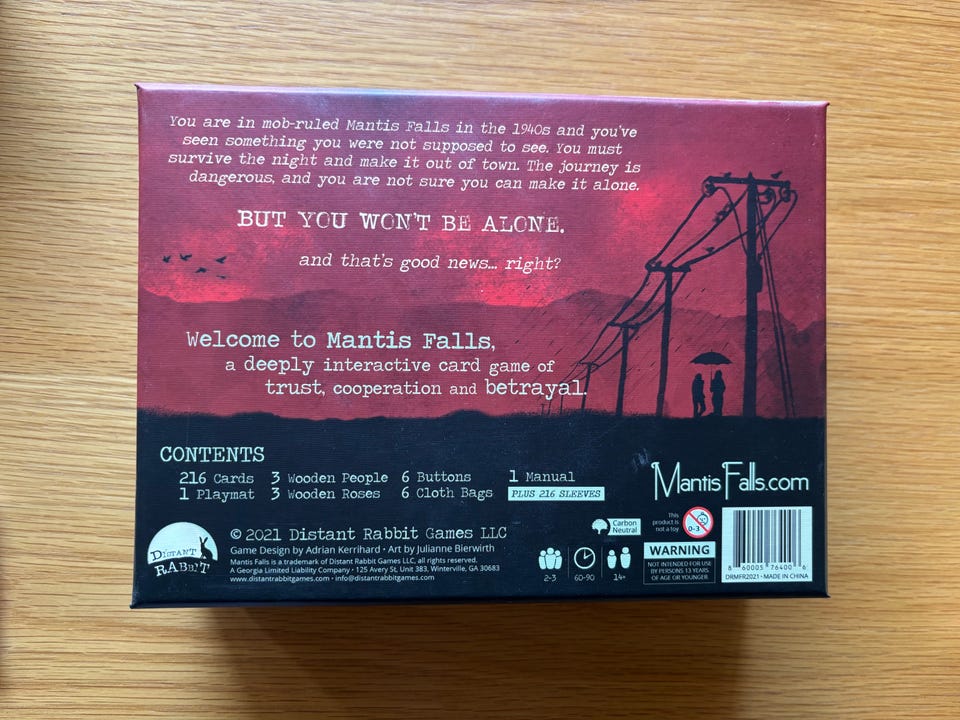 You are in mob-ruled Mantis Falls in the 1940s and you've
seen something you were not supposed to see. You must
survive the night and make it out of town. The journey is
dangerous, and you are not sure you can make it alone.
BUT YOU WON'T BE ALONE.
and that's good news... right?
Welcome to Mantis Falls,
a deeply interactive card game of
trust, cooperation and betrayal.
CONTENTS
216 Cards 3 Wooden People 6 Buttons 1 Manual
1 Playmat 3 Wooden Roses 6 Cloth Bags PLUS 216 SLEEVES
MantisFalls.com
DISTANT
RABBIT
© 2021 Distant Rabbit Games LLC
Game Design by Adrian Kerrihard • Art by Julianne Bierwirth
Mantis Falls is a trademark of Distant Rabbit Games LLC, all rights reserved.
A Georgia Limited Liability Company • 125 Avery St, Unit 383, Winterville, GA 30683
www.distantrabbitgames.com • info@distantrabbitgames.com
2-3
60-90
14+
Carbon
Neutral
This
product is
not a toy
0-3
WARNING
NOT INTENDED FOR USE
BY PERSONS 13 YEARS
OF AGE OR YOUNGER
8 60005 76400 6
DRMFR2021 • MADE IN CHINA